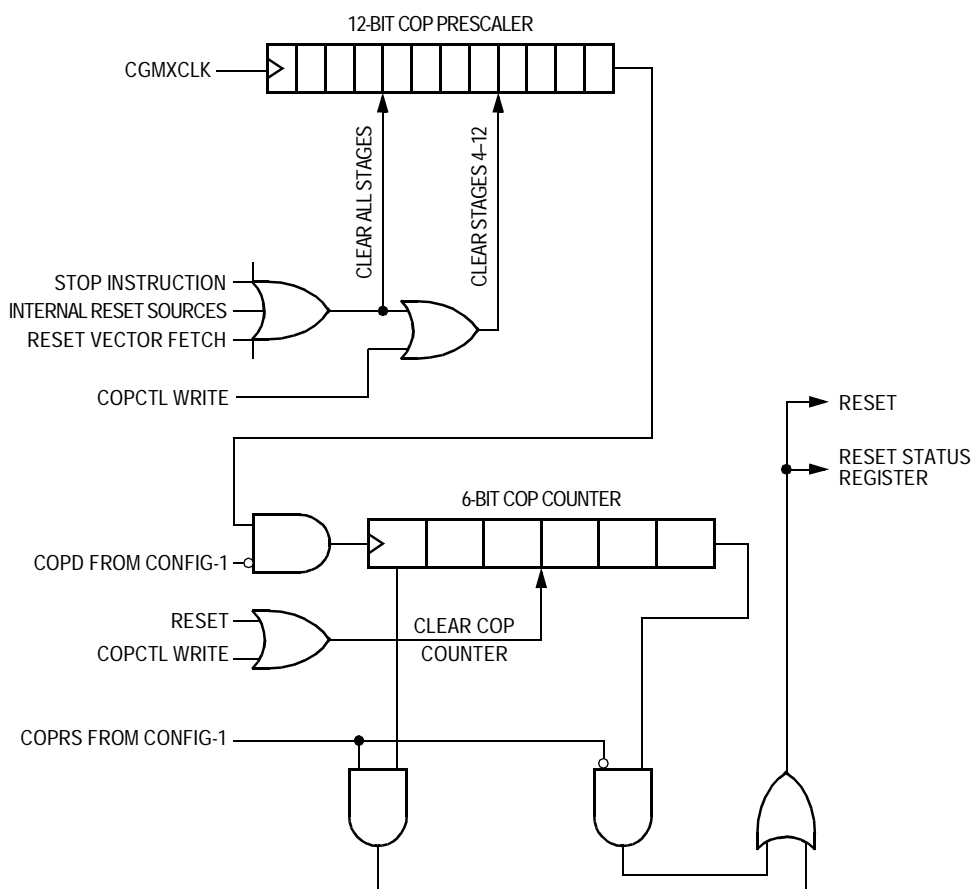 12-BIT COP PRESCALER
CGMXCLK
CLEAR ALL STAGES
CLEAR STAGES 4–12
STOP INSTRUCTION
INTERNAL RESET SOURCES
RESET VECTOR FETCH
COPCTL WRITE
RESET
RESET STATUS
REGISTER
6-BIT COP COUNTER
COPD FROM CONFIG-1
RESET
CLEAR COP
COPCTL WRITE
COUNTER
COPRS FROM CONFIG-1